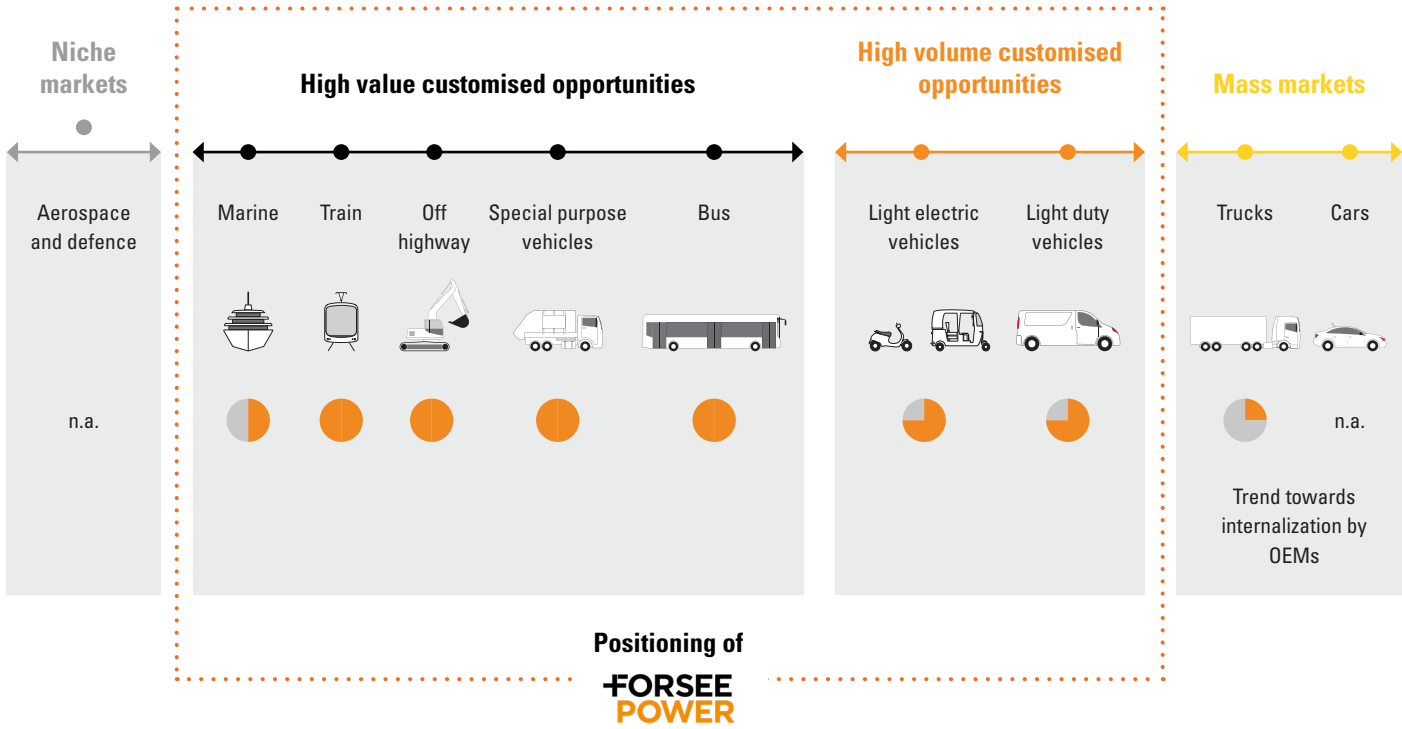 Niche
markets
High value customised opportunities
High volume customised
opportunities
Mass markets
Aerospace
and defence
Marine
Train
Off
highway
Special purpose
vehicles
Bus
Light electric
vehicles
Light duty
vehicles
Trucks
Cars
n.a.
n.a.
Trend towards
internalization by
OEMs
Positioning of
FORSEE
POWER